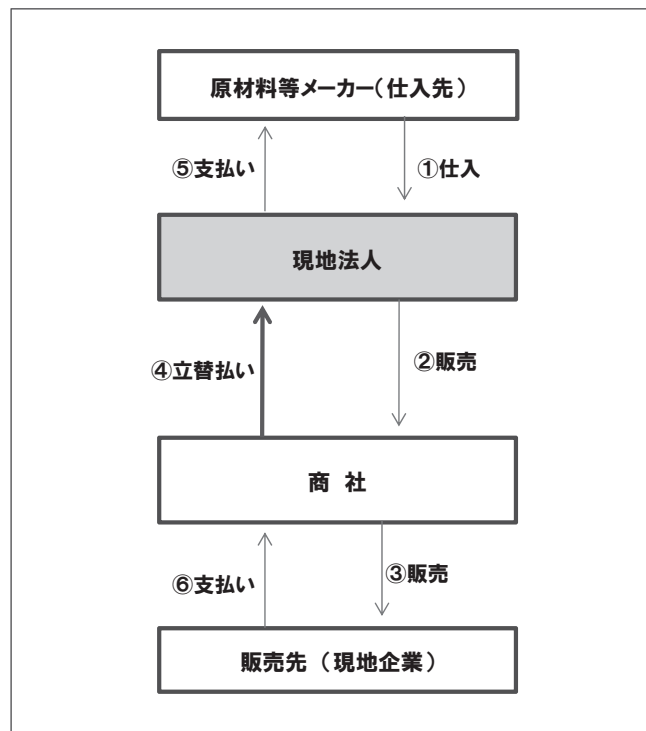 原材料等メーカー（仕入先）
⑤支払い
①仕入
現地法人
④立替払い
②販売
商 社
⑥支払い
③販売
販売先（現地企業）